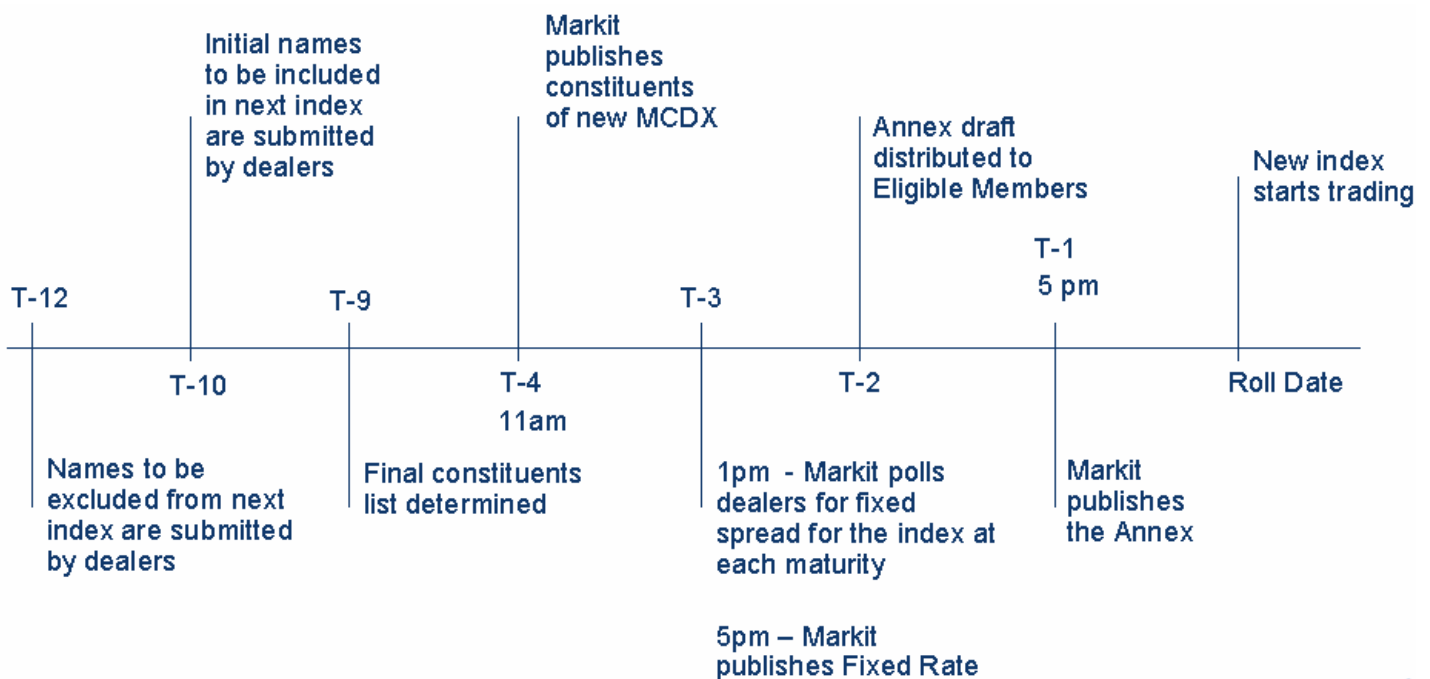 Initial names
to be included
in next index
are submitted
by dealers
Markit
publishes
constituents
of new MCDX
Annex draft
distributed to
Eligible Members
New index
starts trading
T-1
5 pm
T-12
T-9
T-3
T-10
T-4
11am
T-2
Roll Date
Names to be
excluded from next
index are submitted
by dealers
Final constituents
list determined
1pm - Markit polls
dealers for fixed
spread for the index at
each maturity
5pm – Markit
publishes Fixed Rate
Markit
publishes
the Annex